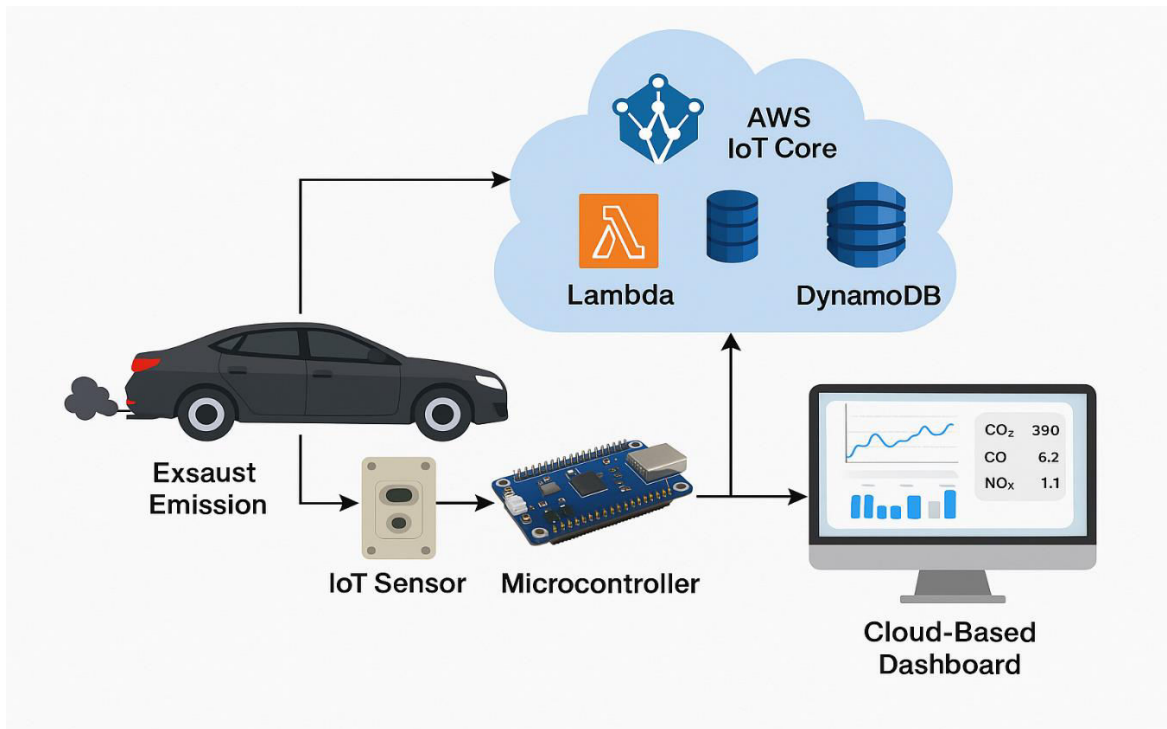 AWS
IoT Core
Lambda
DynamoDB
Exsaust
Emission
IoT Sensor
Microcontroller
CO₂ 390
CO 6.2
NOx 1.1
Cloud-Based
Dashboard